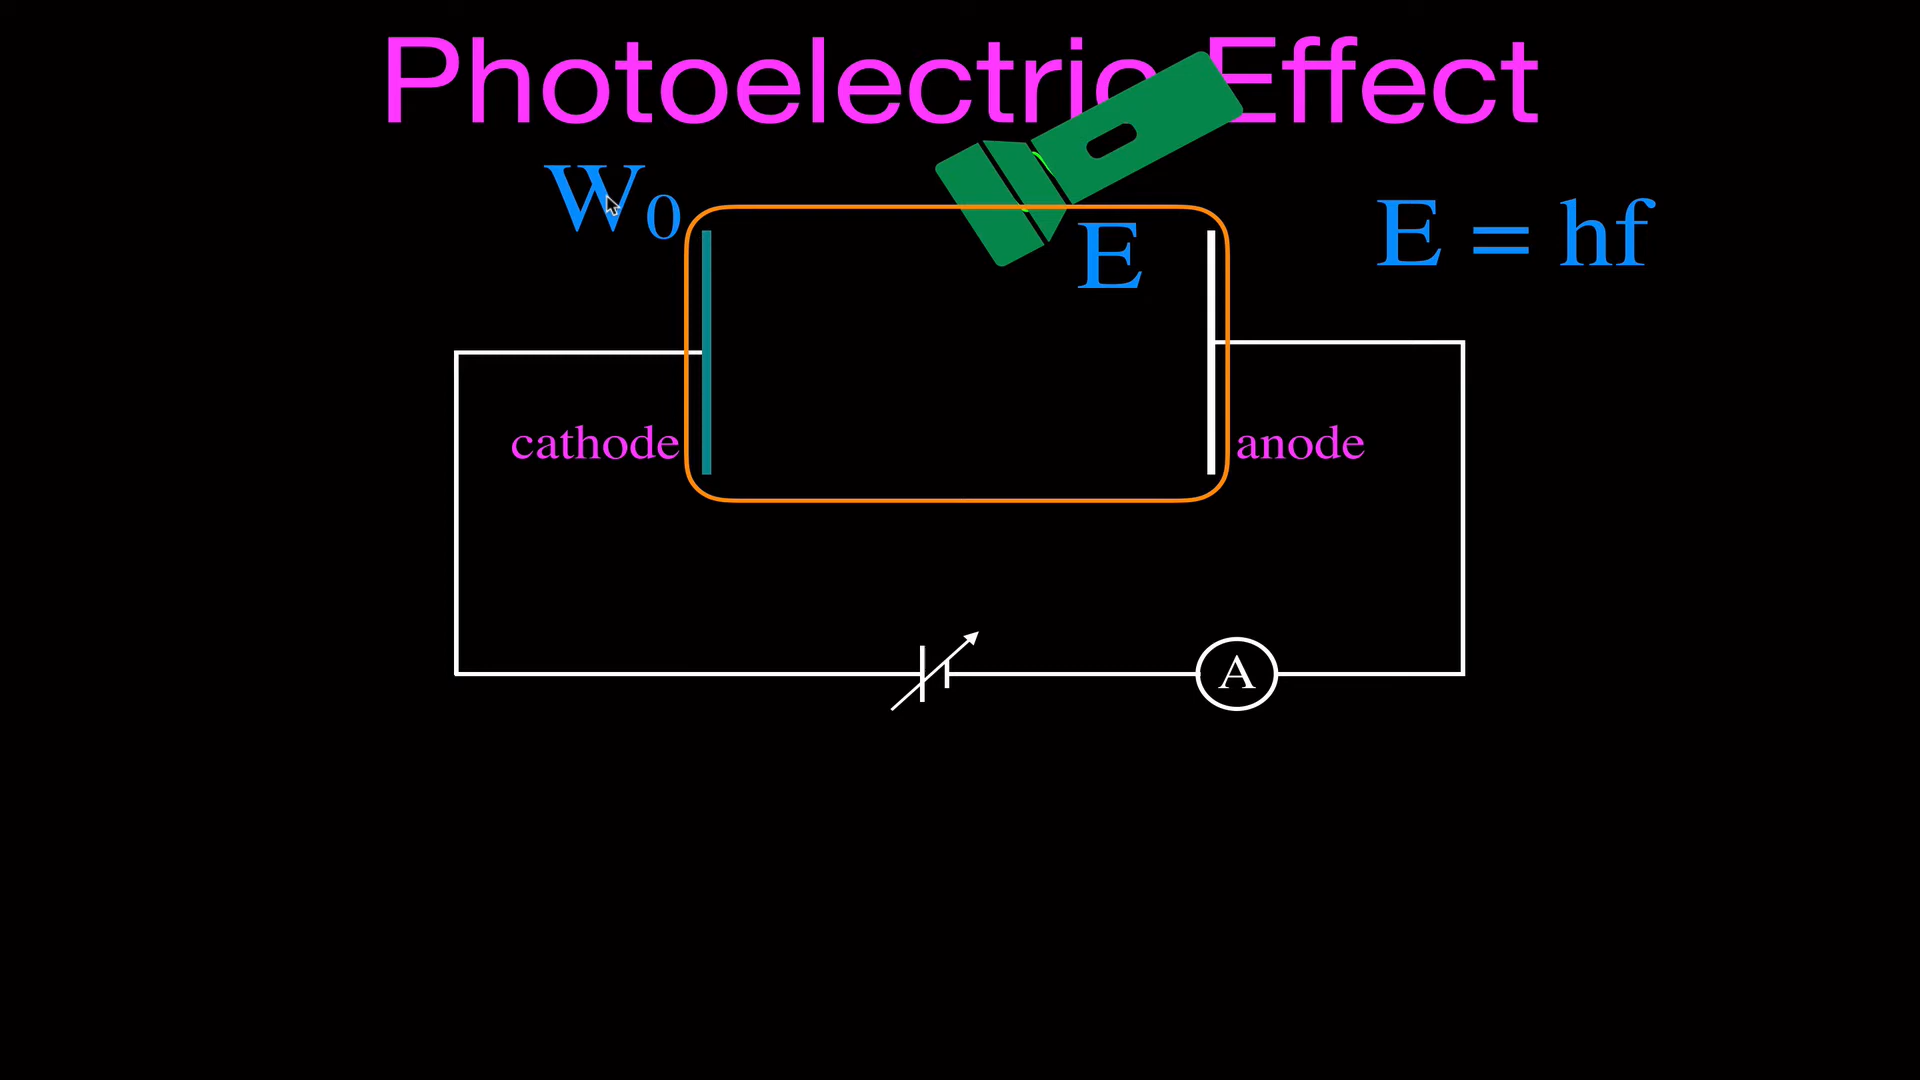 Photoelectric Effect
W₀
E
E = hf
cathode
anode
A